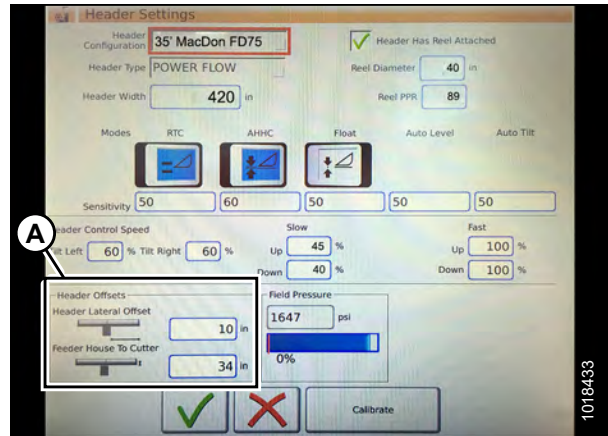 Header Settings
Header Configuration 35' MacDon FD75
Header Has Reel Attached
Header Type POWER FLOW
Reel Diameter 40 in
Header Width 420 in
Reel PPR 89
Modes RTC AHHC Float Auto Level Auto Tilt
Sensitivity 50 60 50 50 50
Header Control Speed
Slow Fast
Tilt Left 60 % Tilt Right 60 % Up 45 % Up 100 %
Down 40 % Down 100 %
A
Header Offsets
Header Lateral Offset
10 in
Feeder House To Cutter
34 in
Field Pressure
1647 psi
0%
Calibrate
1018433